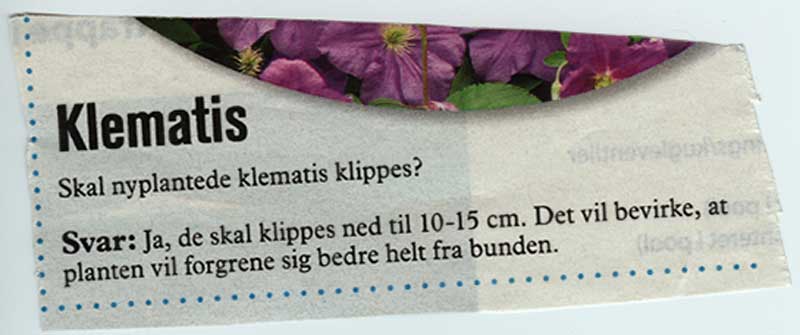 Klematis
Skal nyplantede klematis klippes?
Svar: Ja, de skal klippes ned til 10-15 cm. Det vil bevirke, at
planten vil forgrene sig bedre helt fra bunden.